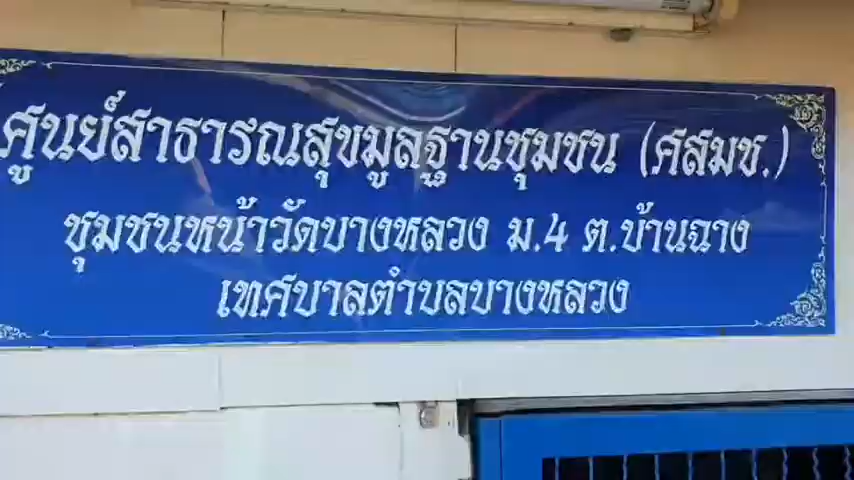 ศูนย์สาธารณสุขมูลฐานชุมชน (ศสมช.)
ชุมชนหน้าวัดบางหลวง ม.4 ต.บ้านฉาง
เทศบาลตำบลบางหลวง